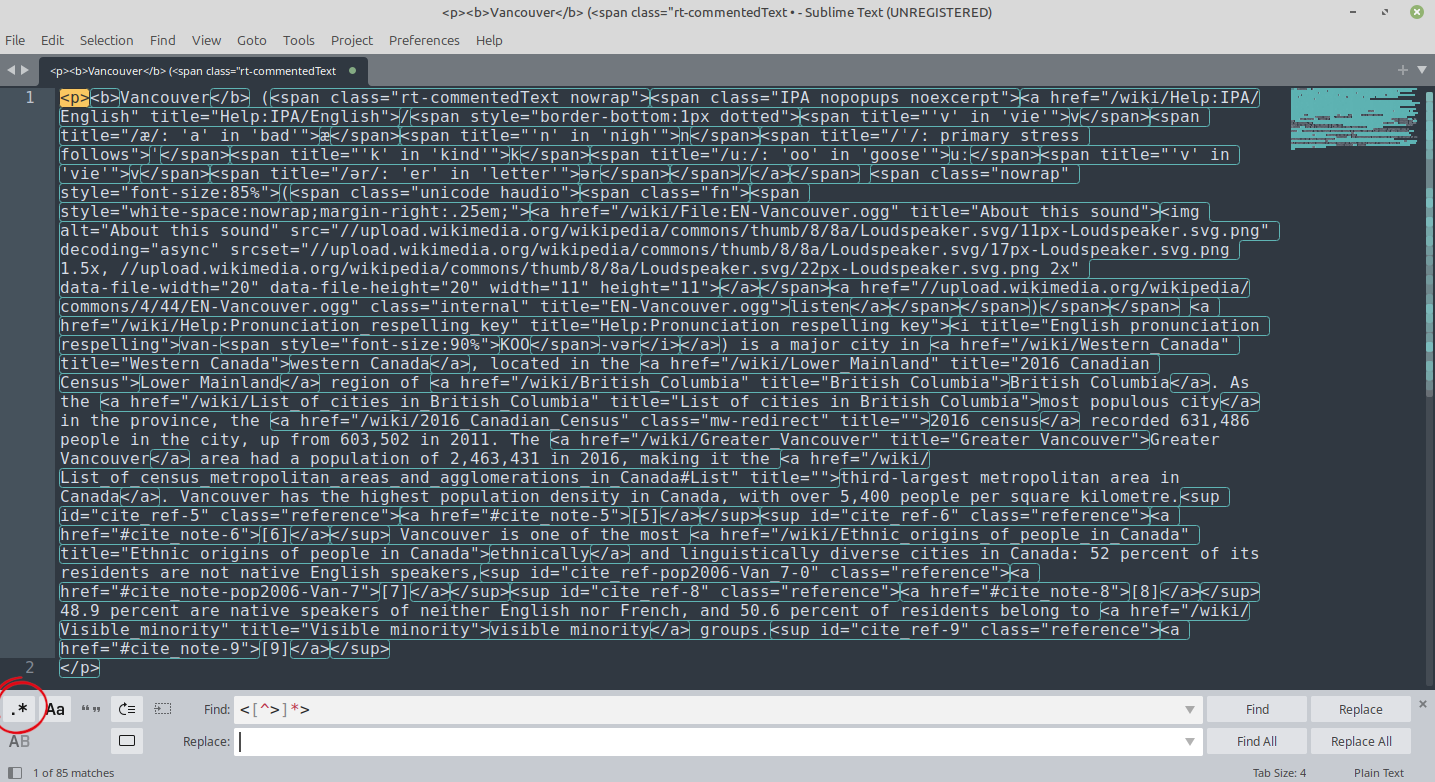 <p><b>Vancouver</b> (<span class="rt-commentedText • - Sublime Text (UNREGISTERED)
File Edit Selection Find View Goto Tools Project Preferences Help
<p><b>Vancouver</b> (<span class="rt-commentedText
1 <p><b>Vancouver</b> (<span class="rt-commentedText nowrap"><span class="IPA nopopups noexcerpt"><a href="/wiki/Help:IPA/
English" title="Help:IPA/English">/<span style="border-bottom:1px dotted"><span title="'v' in 'vie'">v</span><span
title="/æ/: 'a' in 'bad'">æ</span><span title="'n' in 'nigh'">n</span><span title="/ˈ/: primary stress
follows">ˈ</span><span title="'k' in 'kind'">k</span><span title="/uː/: 'oo' in 'goose'">uː</span><span title="'v' in
'vie'">v</span><span title="/ər/: 'er' in 'letter'">ər</span></span>/</a></span> <span class="nowrap"
style="font-size:85%">(<span class="unicode haudio"><span class="fn"><span
style="white-space:nowrap;margin-right:.25em;"><a href="/wiki/File:EN-Vancouver.ogg" title="About this sound"><img
alt="About this sound" src="//upload.wikimedia.org/wikipedia/commons/thumb/8/8a/Loudspeaker.svg/11px-Loudspeaker.svg.png"
decoding="async" srcset="//upload.wikimedia.org/wikipedia/commons/thumb/8/8a/Loudspeaker.svg/17px-Loudspeaker.svg.png
1.5x, //upload.wikimedia.org/wikipedia/commons/thumb/8/8a/Loudspeaker.svg/22px-Loudspeaker.svg.png 2x"
data-file-width="20" data-file-height="20" width="11" height="11"></a></span><a href="//upload.wikimedia.org/wikipedia/
commons/4/44/EN-Vancouver.ogg" class="internal" title="EN-Vancouver.ogg">listen</a></span></span>)</span></span> <a
href="/wiki/Help:Pronunciation_respelling_key" title="Help:Pronunciation respelling key"><i title="English pronunciation
respelling">van-<span style="font-size:90%">KOO</span>-vər</i></a>) is a major city in <a href="/wiki/Western_Canada"
title="Western Canada">western Canada</a>, located in the <a href="/wiki/Lower_Mainland" title="2016 Canadian
Census">Lower Mainland</a> region of <a href="/wiki/British_Columbia" title="British Columbia">British Columbia</a>. As
the <a href="/wiki/List_of_cities_in_British_Columbia" title="List of cities in British Columbia">most populous city</a>
in the province, the <a href="/wiki/2016_Canadian_Census" class="mw-redirect" title="">2016 census</a> recorded 631,486
people in the city, up from 603,502 in 2011. The <a href="/wiki/Greater_Vancouver" title="Greater Vancouver">Greater
Vancouver</a> area had a population of 2,463,431 in 2016, making it the <a href="/wiki/
List_of_census_metropolitan_areas_and_agglomerations_in_Canada#List" title="">third-largest metropolitan area in
Canada</a>. Vancouver has the highest population density in Canada, with over 5,400 people per square kilometre.<sup
id="cite_ref-5" class="reference"><a href="#cite_note-5">[5]</a></sup><sup id="cite_ref-6" class="reference"><a
href="#cite_note-6">[6]</a></sup> Vancouver is one of the most <a href="/wiki/Ethnic_origins_of_people_in_Canada"
title="Ethnic origins of people in Canada">ethnically</a> and linguistically diverse cities in Canada: 52 percent of its
residents are not native English speakers,<sup id="cite_ref-pop2006-Van_7-0" class="reference"><a
href="#cite_note-pop2006-Van-7">[7]</a></sup><sup id="cite_ref-8" class="reference"><a href="#cite_note-8">[8]</a></sup>
48.9 percent are native speakers of neither English nor French, and 50.6 percent of residents belong to <a href="/wiki/
Visible_minority" title="Visible minority">visible minority</a> groups.<sup id="cite_ref-9" class="reference"><a
href="#cite_note-9">[9]</a></sup>
2 </p>
.* Aa “” Find: <[^>]*> Find Replace
AB Replace: Find All Replace All
1 of 85 matches Tab Size: 4 Plain Text